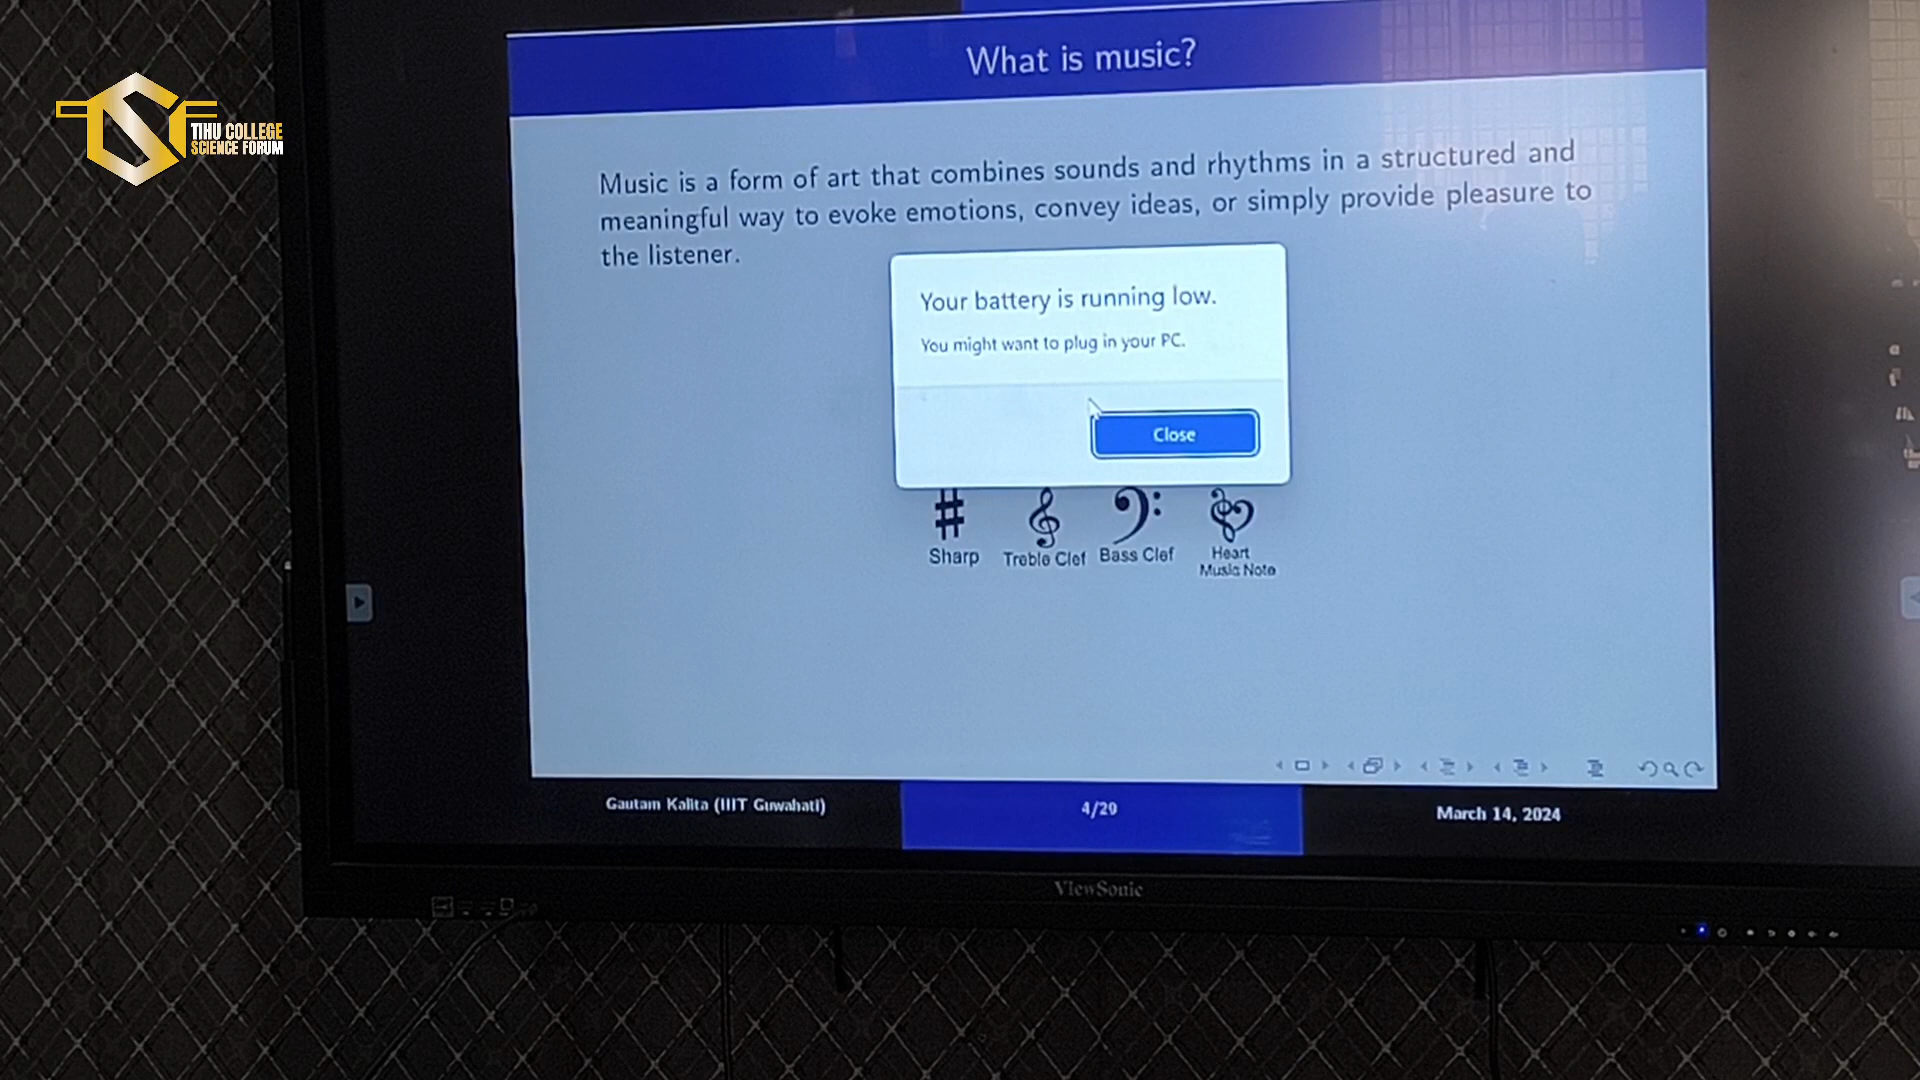 What is music?
TIHU COLLEGE
SCIENCE FORUM
Music is a form of art that combines sounds and rhythms in a structured and
meaningful way to evoke emotions, convey ideas, or simply provide pleasure to
the listener.
Your battery is running low.
You might want to plug in your PC.
Close
Sharp
Treble Clef
Bass Clef
Heart
Music Note
Gautam Kalita (IIIT Guwahati)
4/29
March 14, 2024
ViewSonic